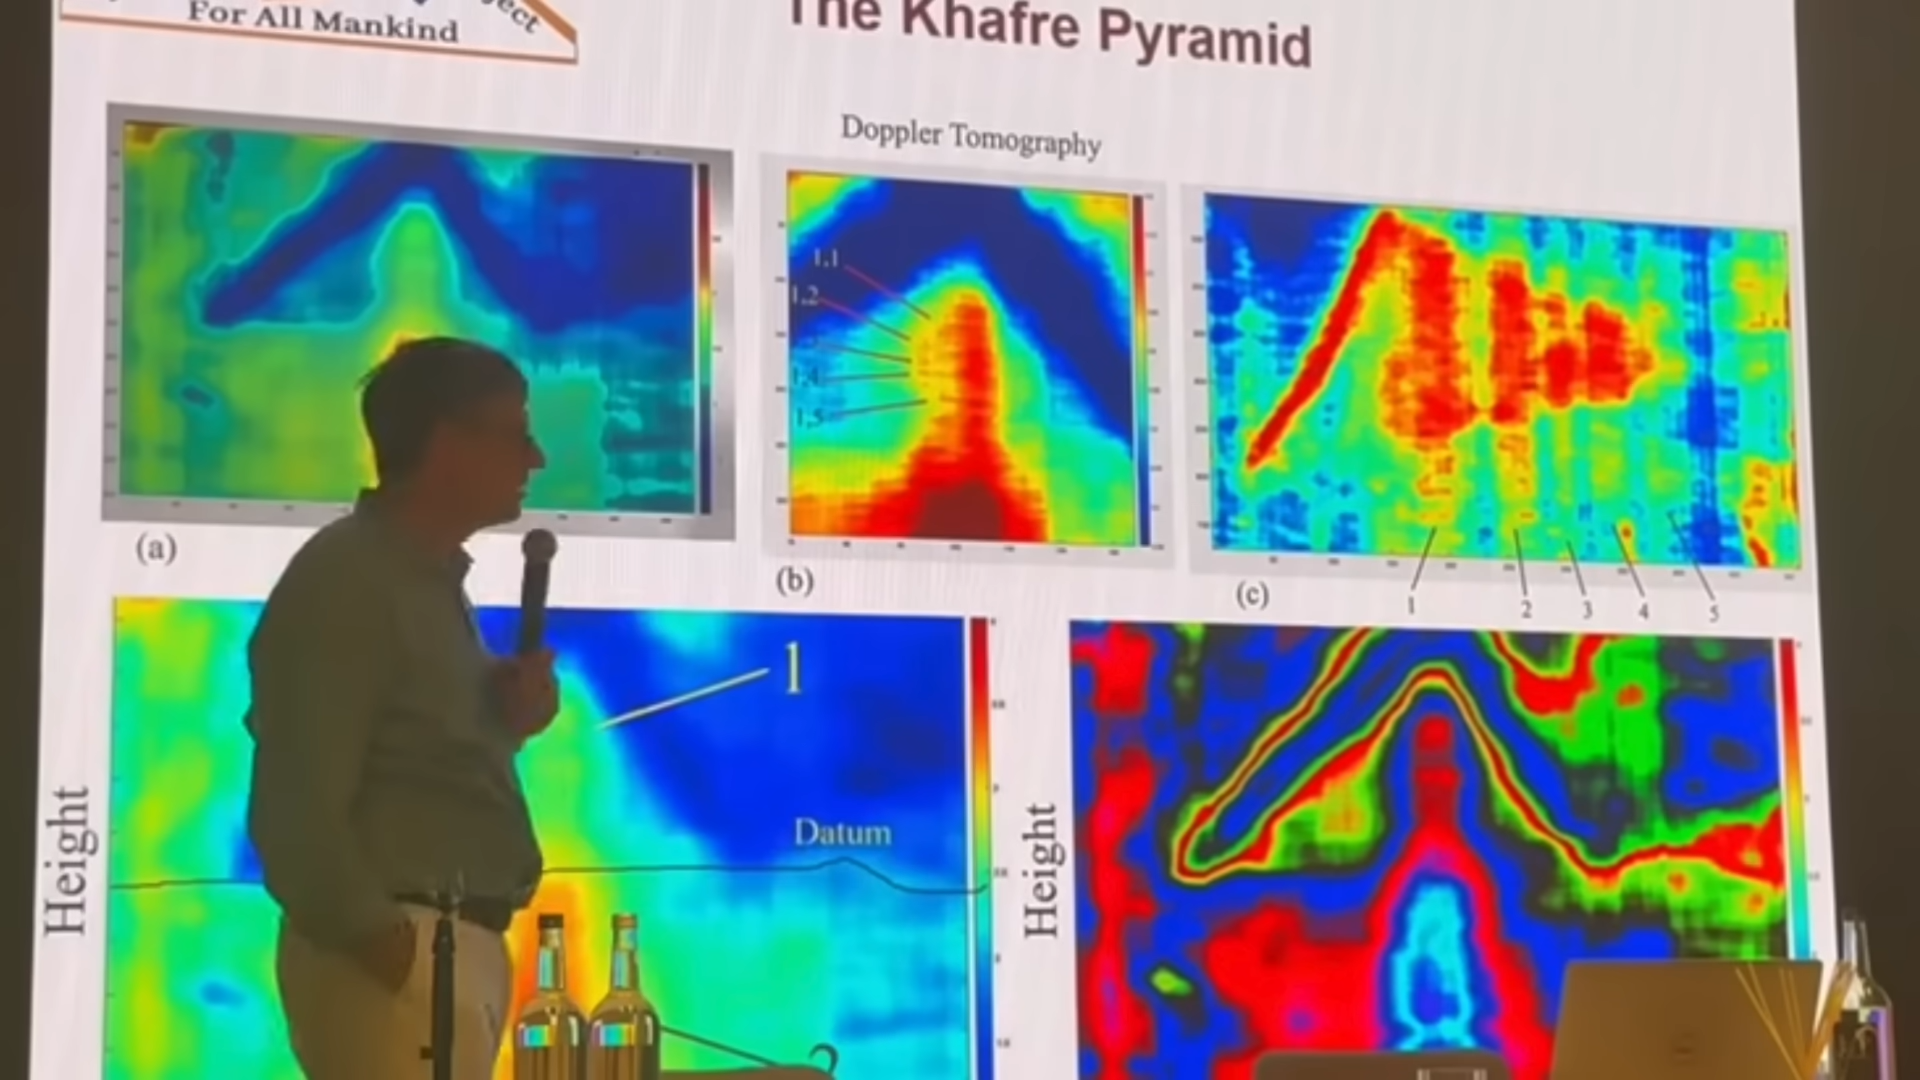 For All Mankind
The Khafre Pyramid
Doppler Tomography
1,1
1,2
1,4
1,5
(a)
(b)
(c)
1
2
3
4
5
1
Datum
Height
Height
2